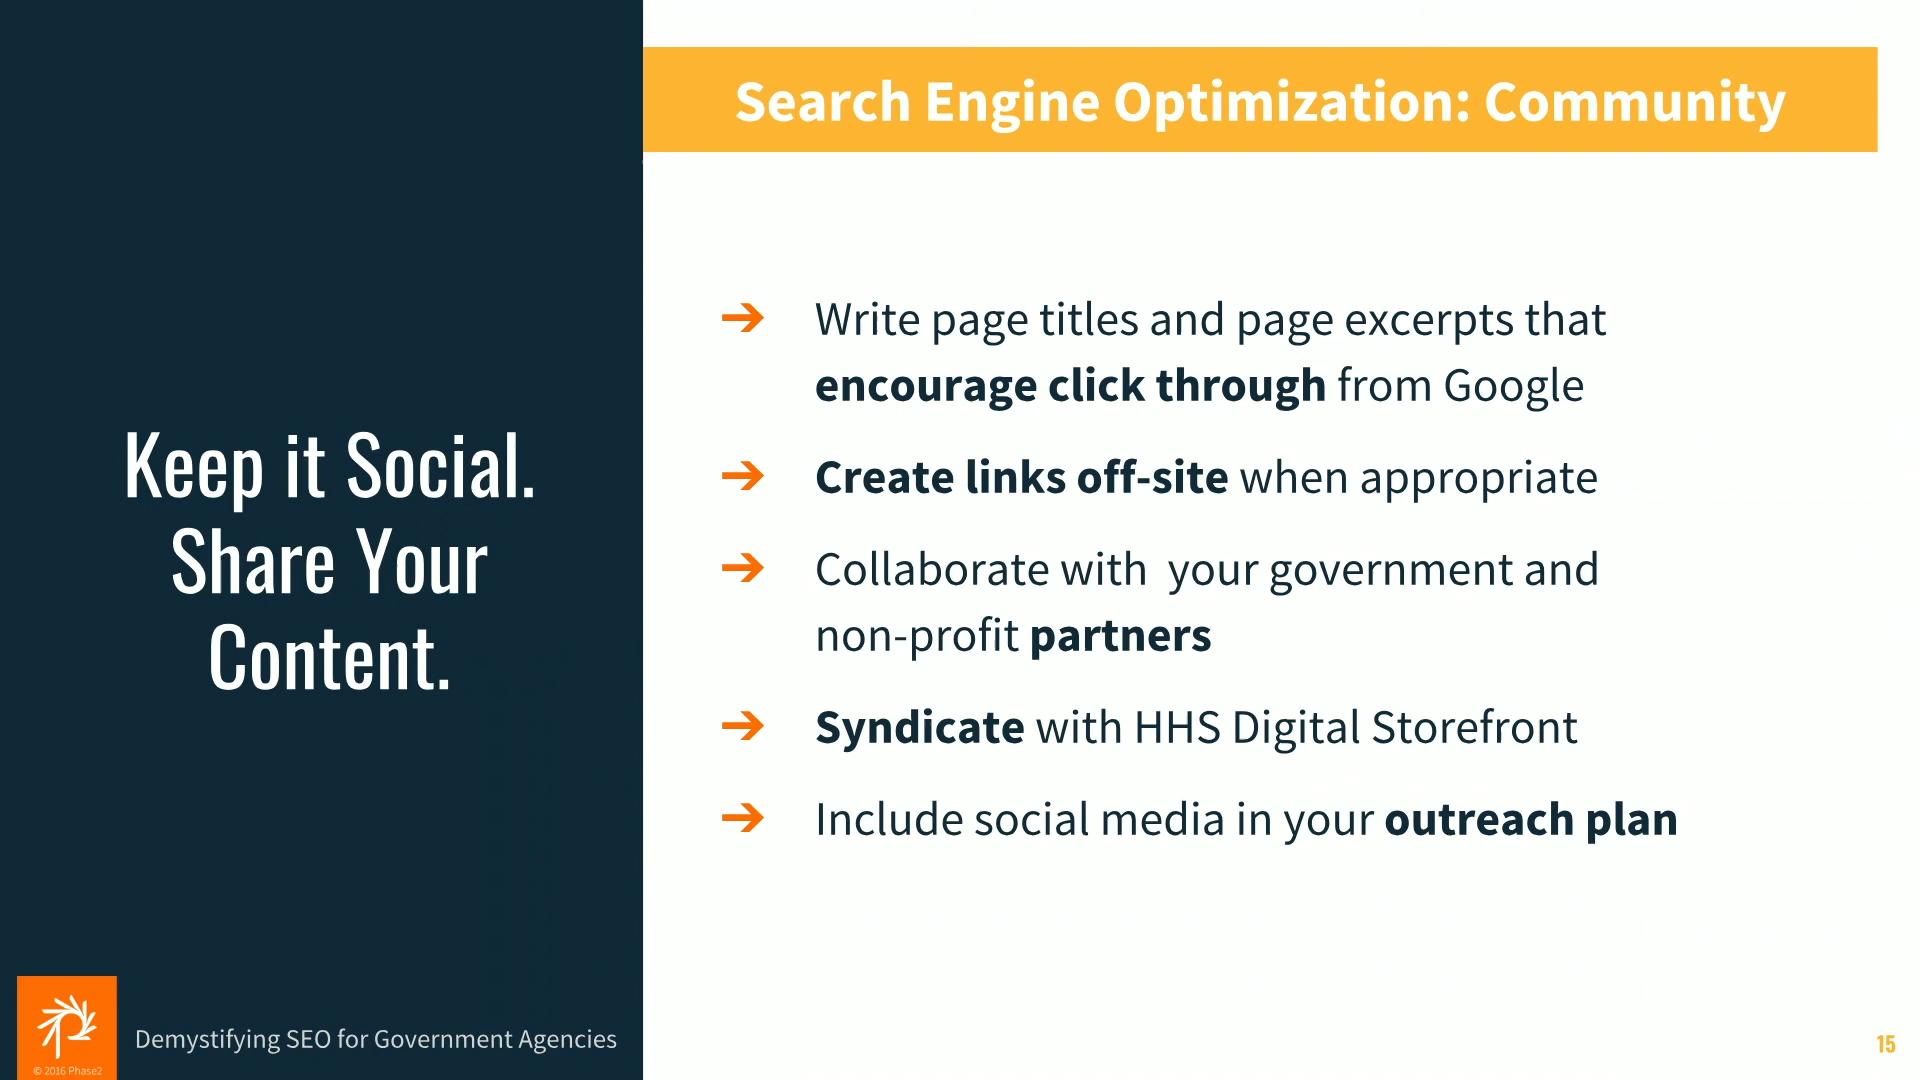 Search Engine Optimization: Community
Keep it Social.
Share Your
Content.
➔ Write page titles and page excerpts that
encourage click through from Google
➔ Create links off-site when appropriate
➔ Collaborate with  your government and
non-profit partners
➔ Syndicate with HHS Digital Storefront
➔ Include social media in your outreach plan
Demystifying SEO for Government Agencies
© 2016 Phase2
15